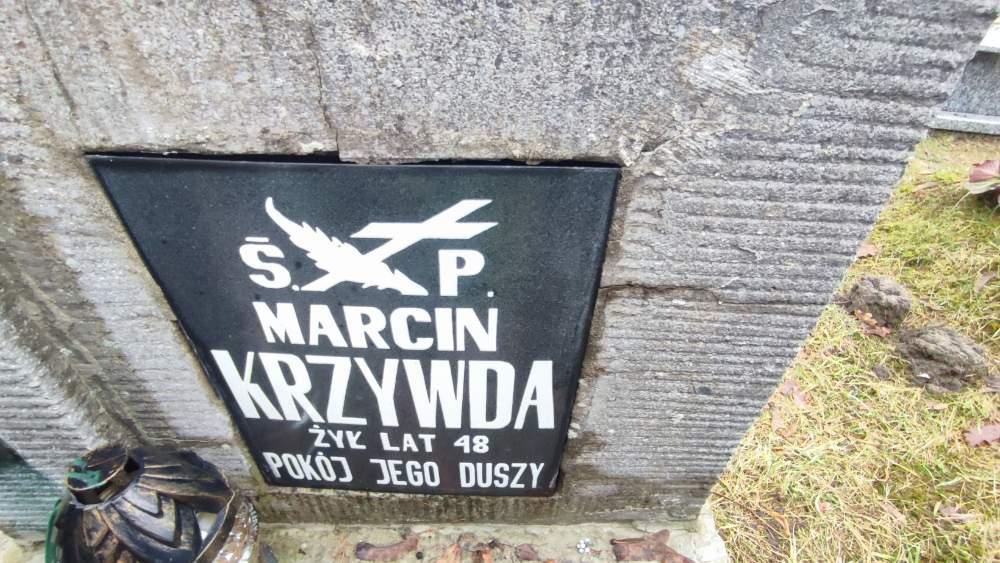 Ś. P.
MARCIN
KRZYWDA
ŻYŁ LAT 48
POKÓJ JEGO DUSZY